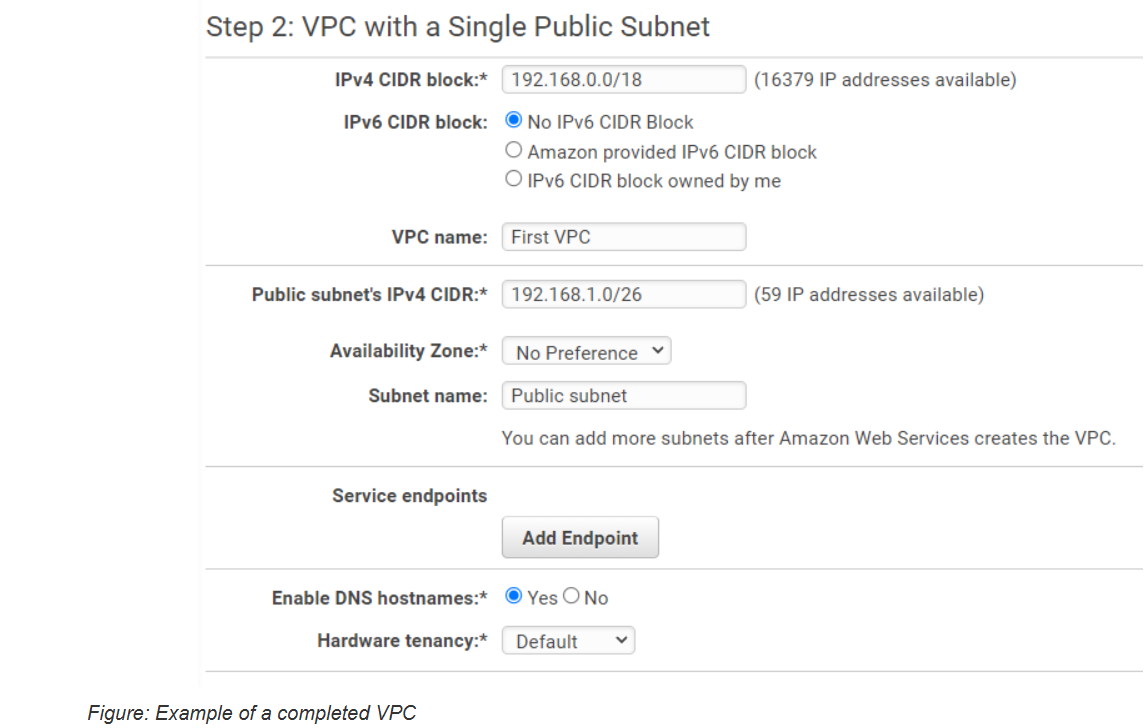 Step 2: VPC with a Single Public Subnet
IPv4 CIDR block:* 192.168.0.0/18 (16379 IP addresses available)
IPv6 CIDR block: No IPv6 CIDR Block
Amazon provided IPv6 CIDR block
IPv6 CIDR block owned by me
VPC name: First VPC
Public subnet's IPv4 CIDR:* 192.168.1.0/26 (59 IP addresses available)
Availability Zone:* No Preference
Subnet name: Public subnet
You can add more subnets after Amazon Web Services creates the VPC.
Service endpoints
Add Endpoint
Enable DNS hostnames:* Yes No
Hardware tenancy:* Default
Figure: Example of a completed VPC